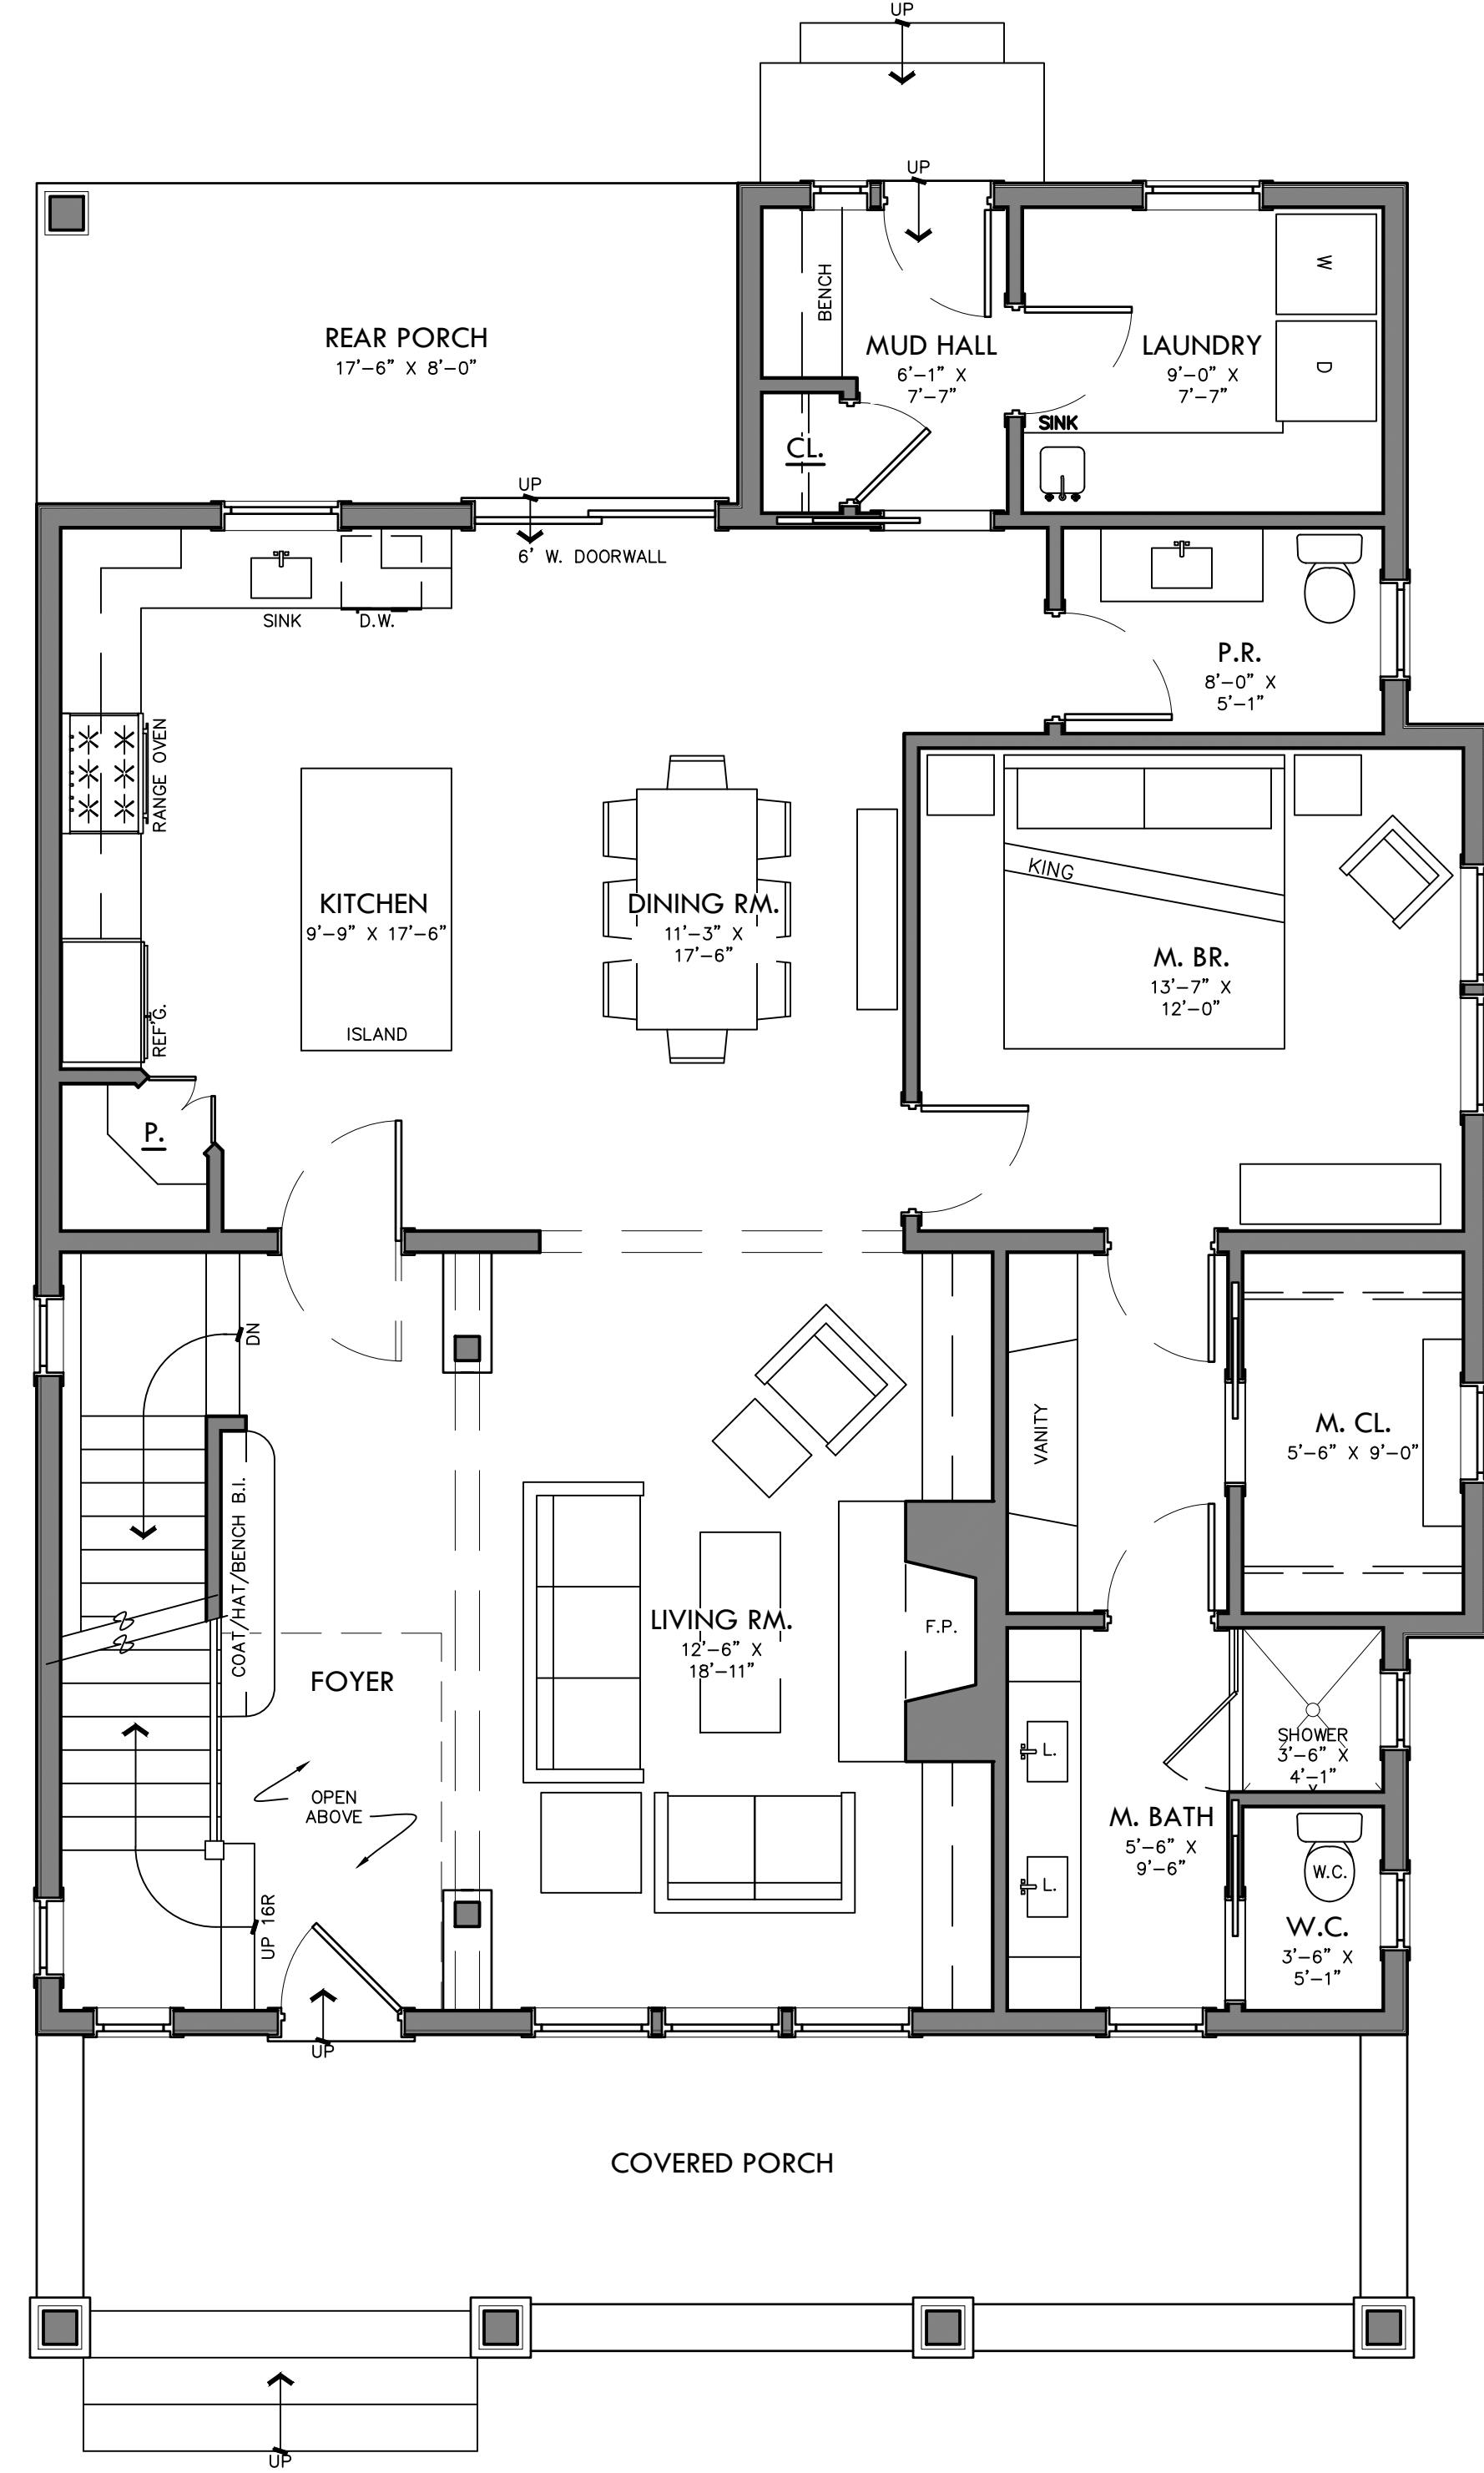 UP
UP
BENCH
REAR PORCH
17'-6" X 8'-0"
MUD HALL
6'-1" X
7'-7"
LAUNDRY
9'-0" X
7'-7"
W
D
SINK
CL.
UP
6' W. DOORWALL
SINK
D.W.
P.R.
8'-0" X
5'-1"
RANGE OVEN
KING
KITCHEN
9'-9" X 17'-6"
DINING RM.
11'-3" X
17'-6"
M. BR.
13'-7" X
12'-0"
REF'G.
ISLAND
P.
DN
VANITY
M. CL.
5'-6" X 9'-0"
COAT/HAT/BENCH B.I.
LIVING RM.
12'-6" X
18'-11"
F.P.
FOYER
SHOWER
3'-6" X
4'-1"
L.
OPEN
ABOVE
M. BATH
5'-6" X
9'-6"
L.
W.C.
W.C.
3'-6" X
5'-1"
UP 16R
UP
COVERED PORCH
UP